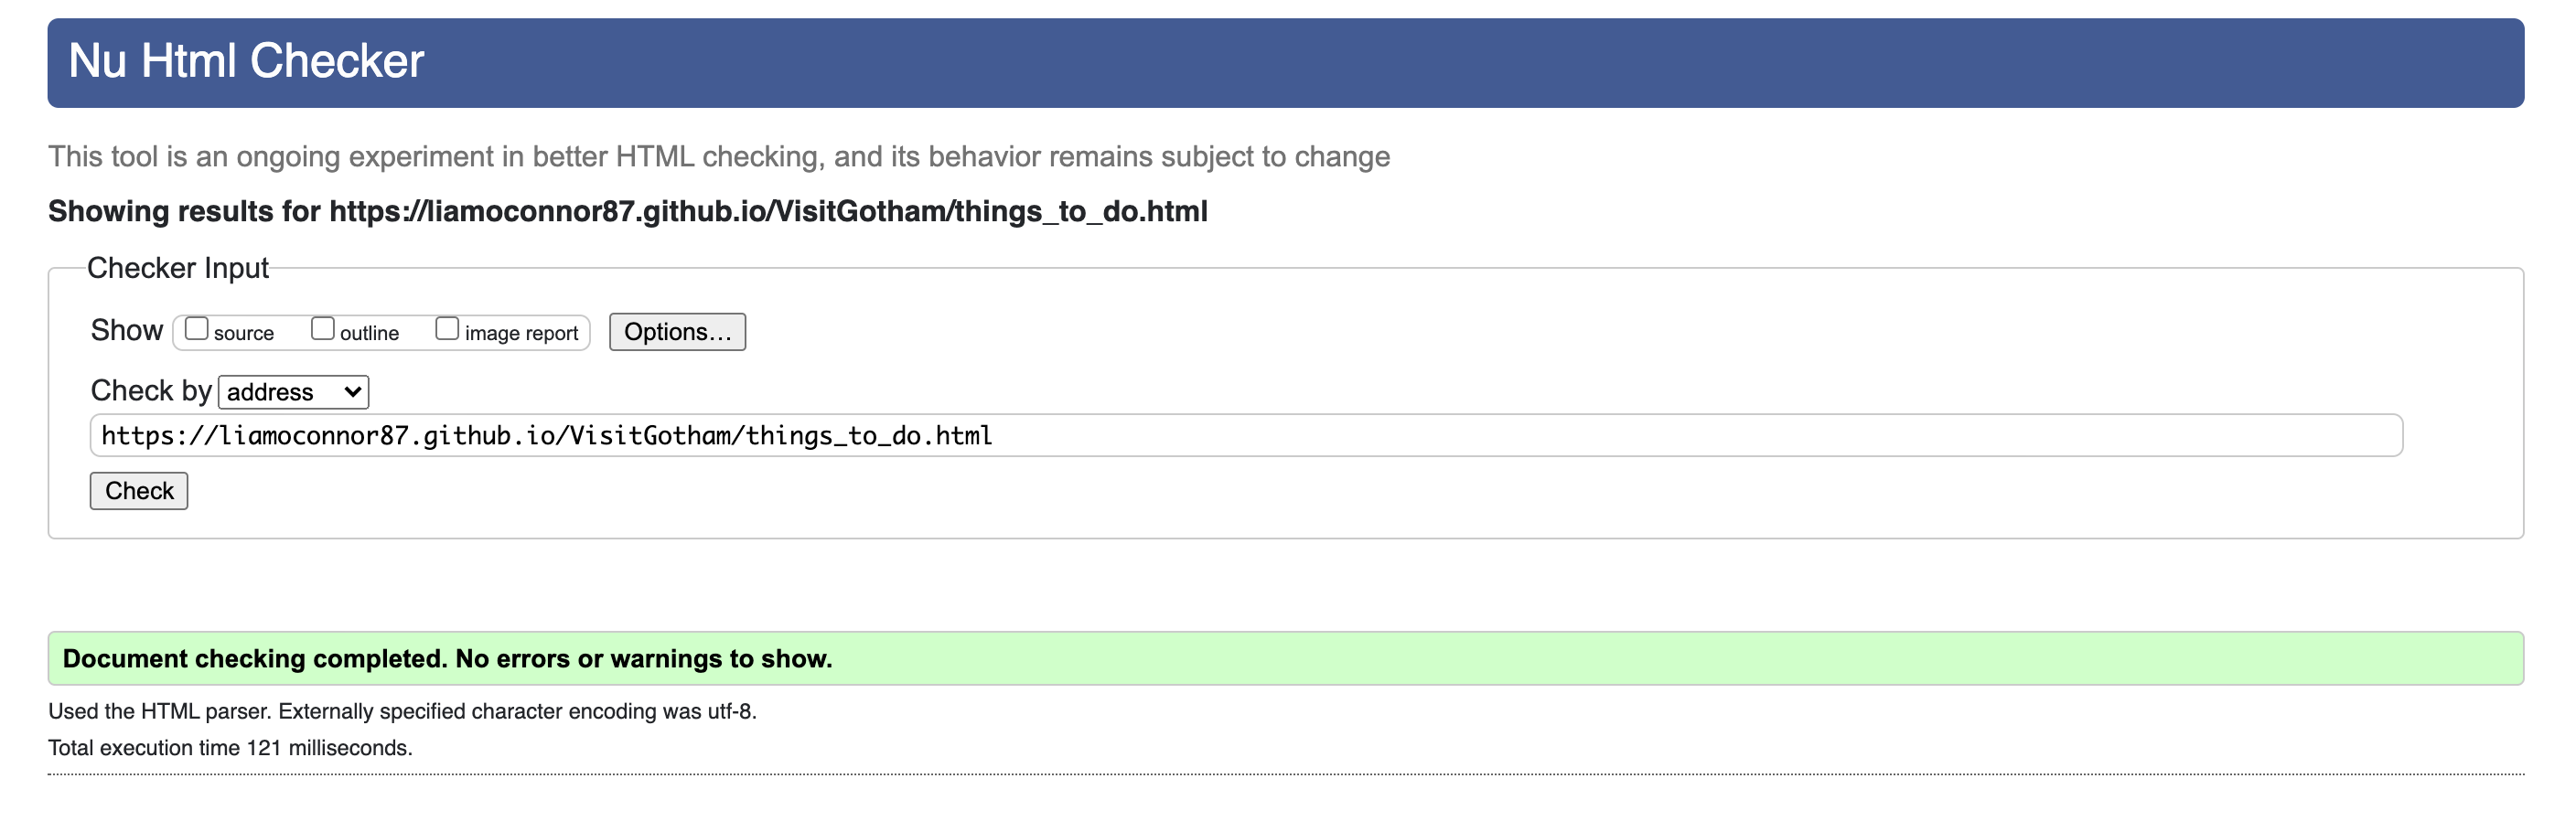 Nu Html Checker
This tool is an ongoing experiment in better HTML checking, and its behavior remains subject to change
Showing results for https://liamoconnor87.github.io/VisitGotham/things_to_do.html
Checker Input
Show source outline image report Options...
Check by address
https://liamoconnor87.github.io/VisitGotham/things_to_do.html
Check
Document checking completed. No errors or warnings to show.
Used the HTML parser. Externally specified character encoding was utf-8.
Total execution time 121 milliseconds.